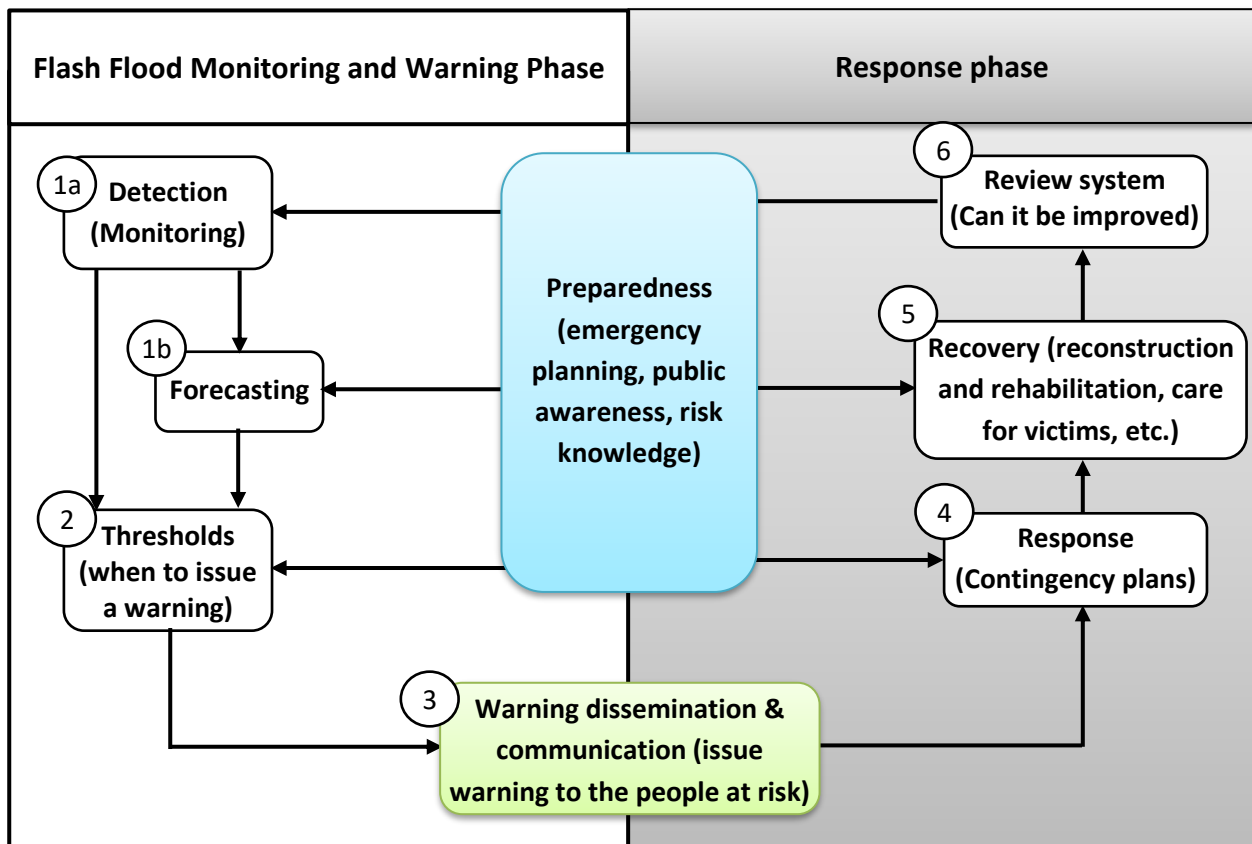 Flash Flood Monitoring and Warning Phase
Response phase
1a
Detection
(Monitoring)
1b
Forecasting
2
Thresholds
(when to issue
a warning)
Preparedness
(emergency
planning, public
awareness, risk
knowledge)
3
Warning dissemination &
communication (issue
warning to the people at risk)
6
Review system
(Can it be improved)
5
Recovery (reconstruction
and rehabilitation, care
for victims, etc.)
4
Response
(Contingency plans)